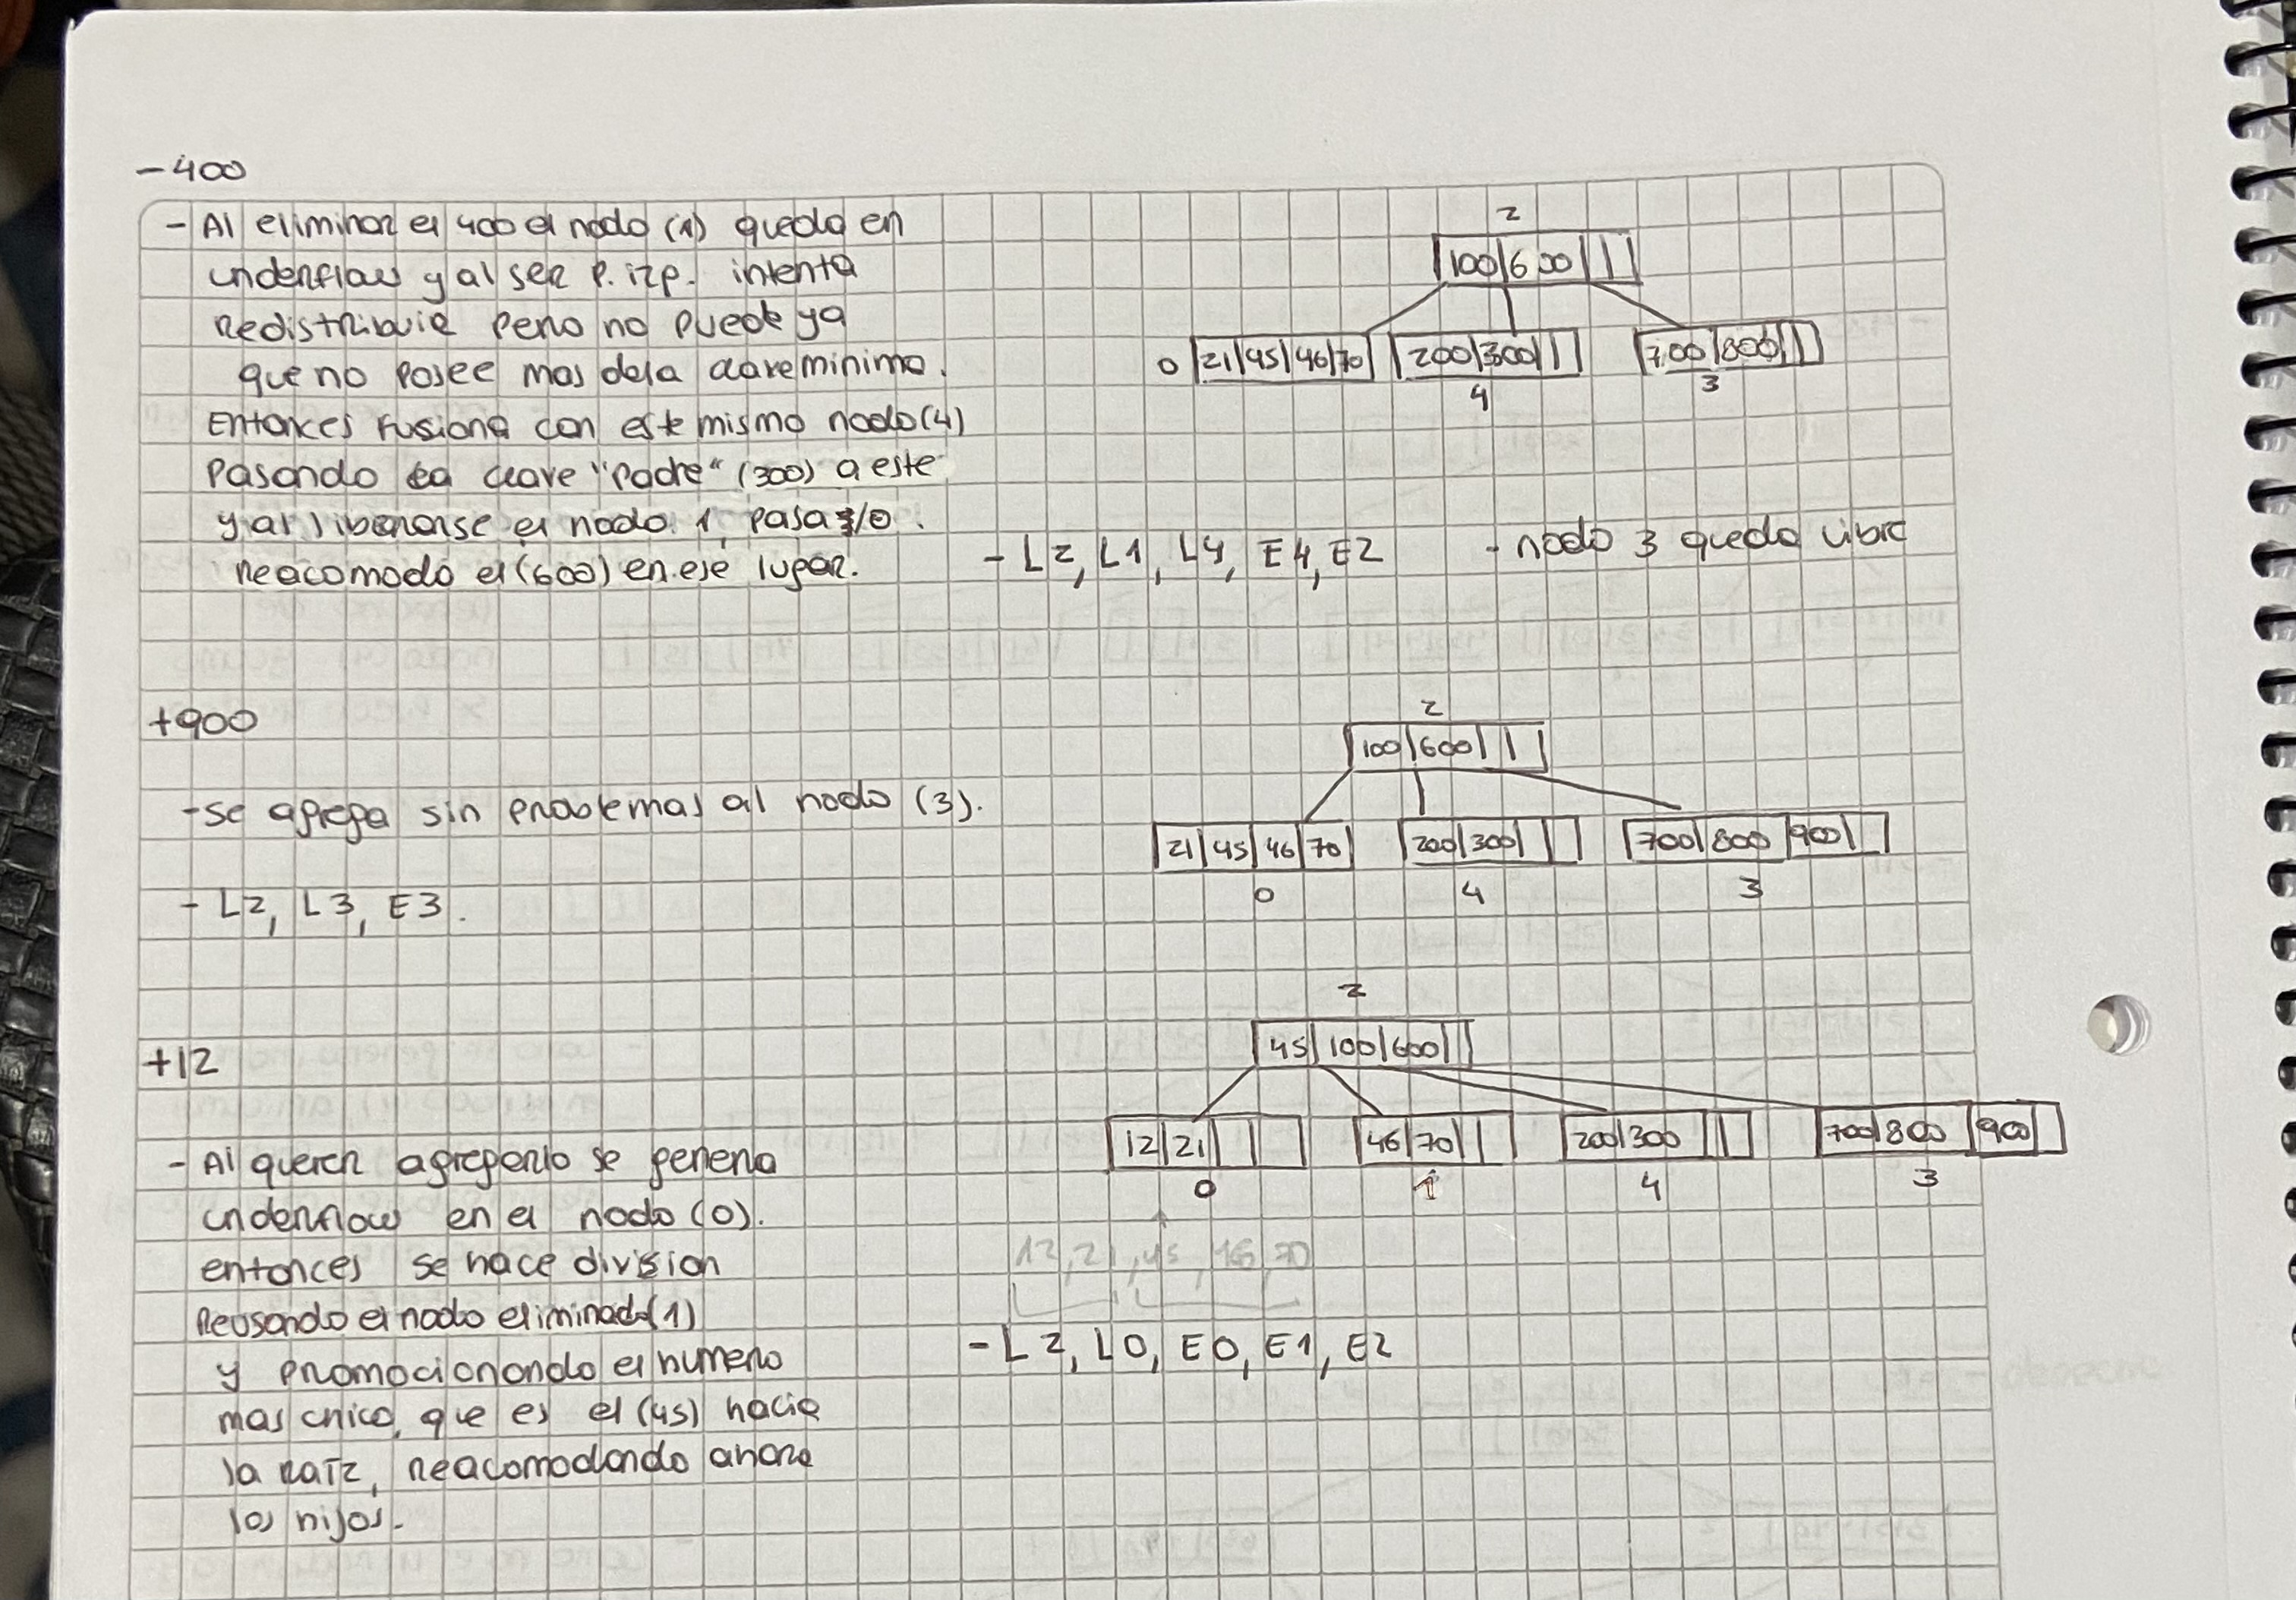 -400
- Al eliminar el 400 el nodo (1) queda en
underflow y al ser P. izq. intenta
Redistribuir pero no puede ya
que no posee mas de la clave minima.
Entonces fusiona con este mismo nodo (4)
pasando la clave "Padre" (300) a este
y al liberarse el nodo 1, pasa y/o
reacomodo el (600) en ese lugar.
2
100|600
0 21|45|46|70 200|300 700|800
4 3
- L2, L1, L4, E4, E2 - nodo 3 queda libre
+900
- se agrega sin problemas al nodo (3).
- L2, L3, E3.
2
100|600
21|45|46|70 200|300 700|800|900
0 4 3
+12
- Al querer agregarlo se genera
underflow en el nodo (0).
entonces se hace division
Reusando el nodo eliminado (1)
y promocionando el numero
mas chico, que es el (45) hacia
la raiz, reacomodando ahora
los hijos.
2
45|100|600
12|21 46|70 200|300 700|800|900
0 1 4 3
12, 21, 45, 46, 70
- L2, L0, E0, E1, E2